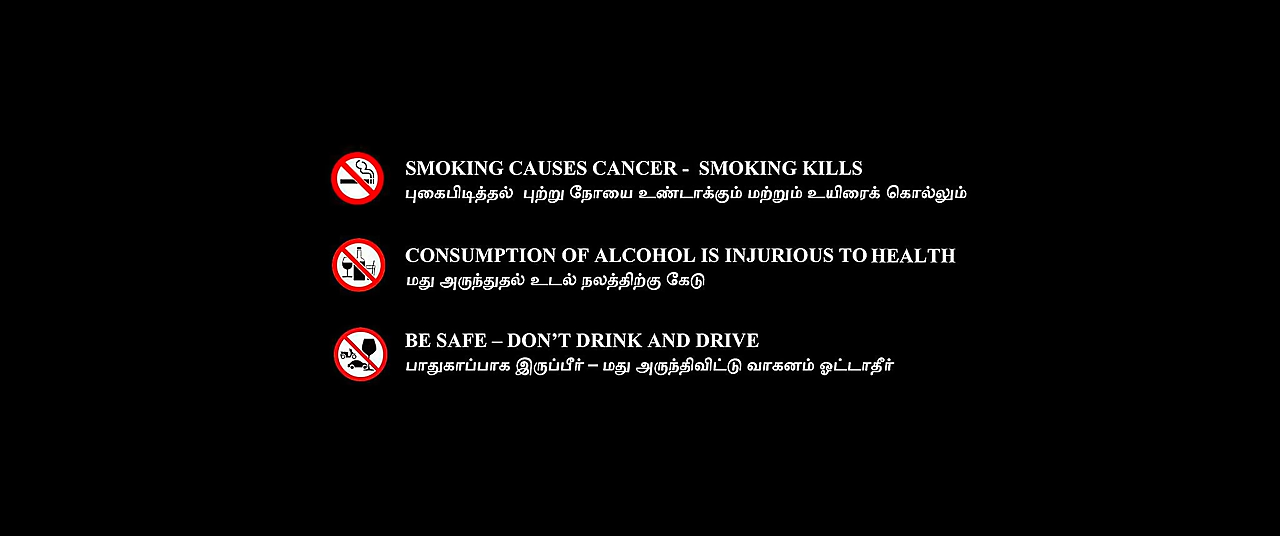 SMOKING CAUSES CANCER - SMOKING KILLS
புகைபிடித்தல் புற்று நோயை உண்டாக்கும் மற்றும் உயிரைக் கொல்லும்
CONSUMPTION OF ALCOHOL IS INJURIOUS TO HEALTH
மது அருந்துதல் உடல் நலத்திற்கு கேடு
BE SAFE – DON’T DRINK AND DRIVE
பாதுகாப்பாக இருப்பீர் – மது அருந்திவிட்டு வாகனம் ஓட்டாதீர்